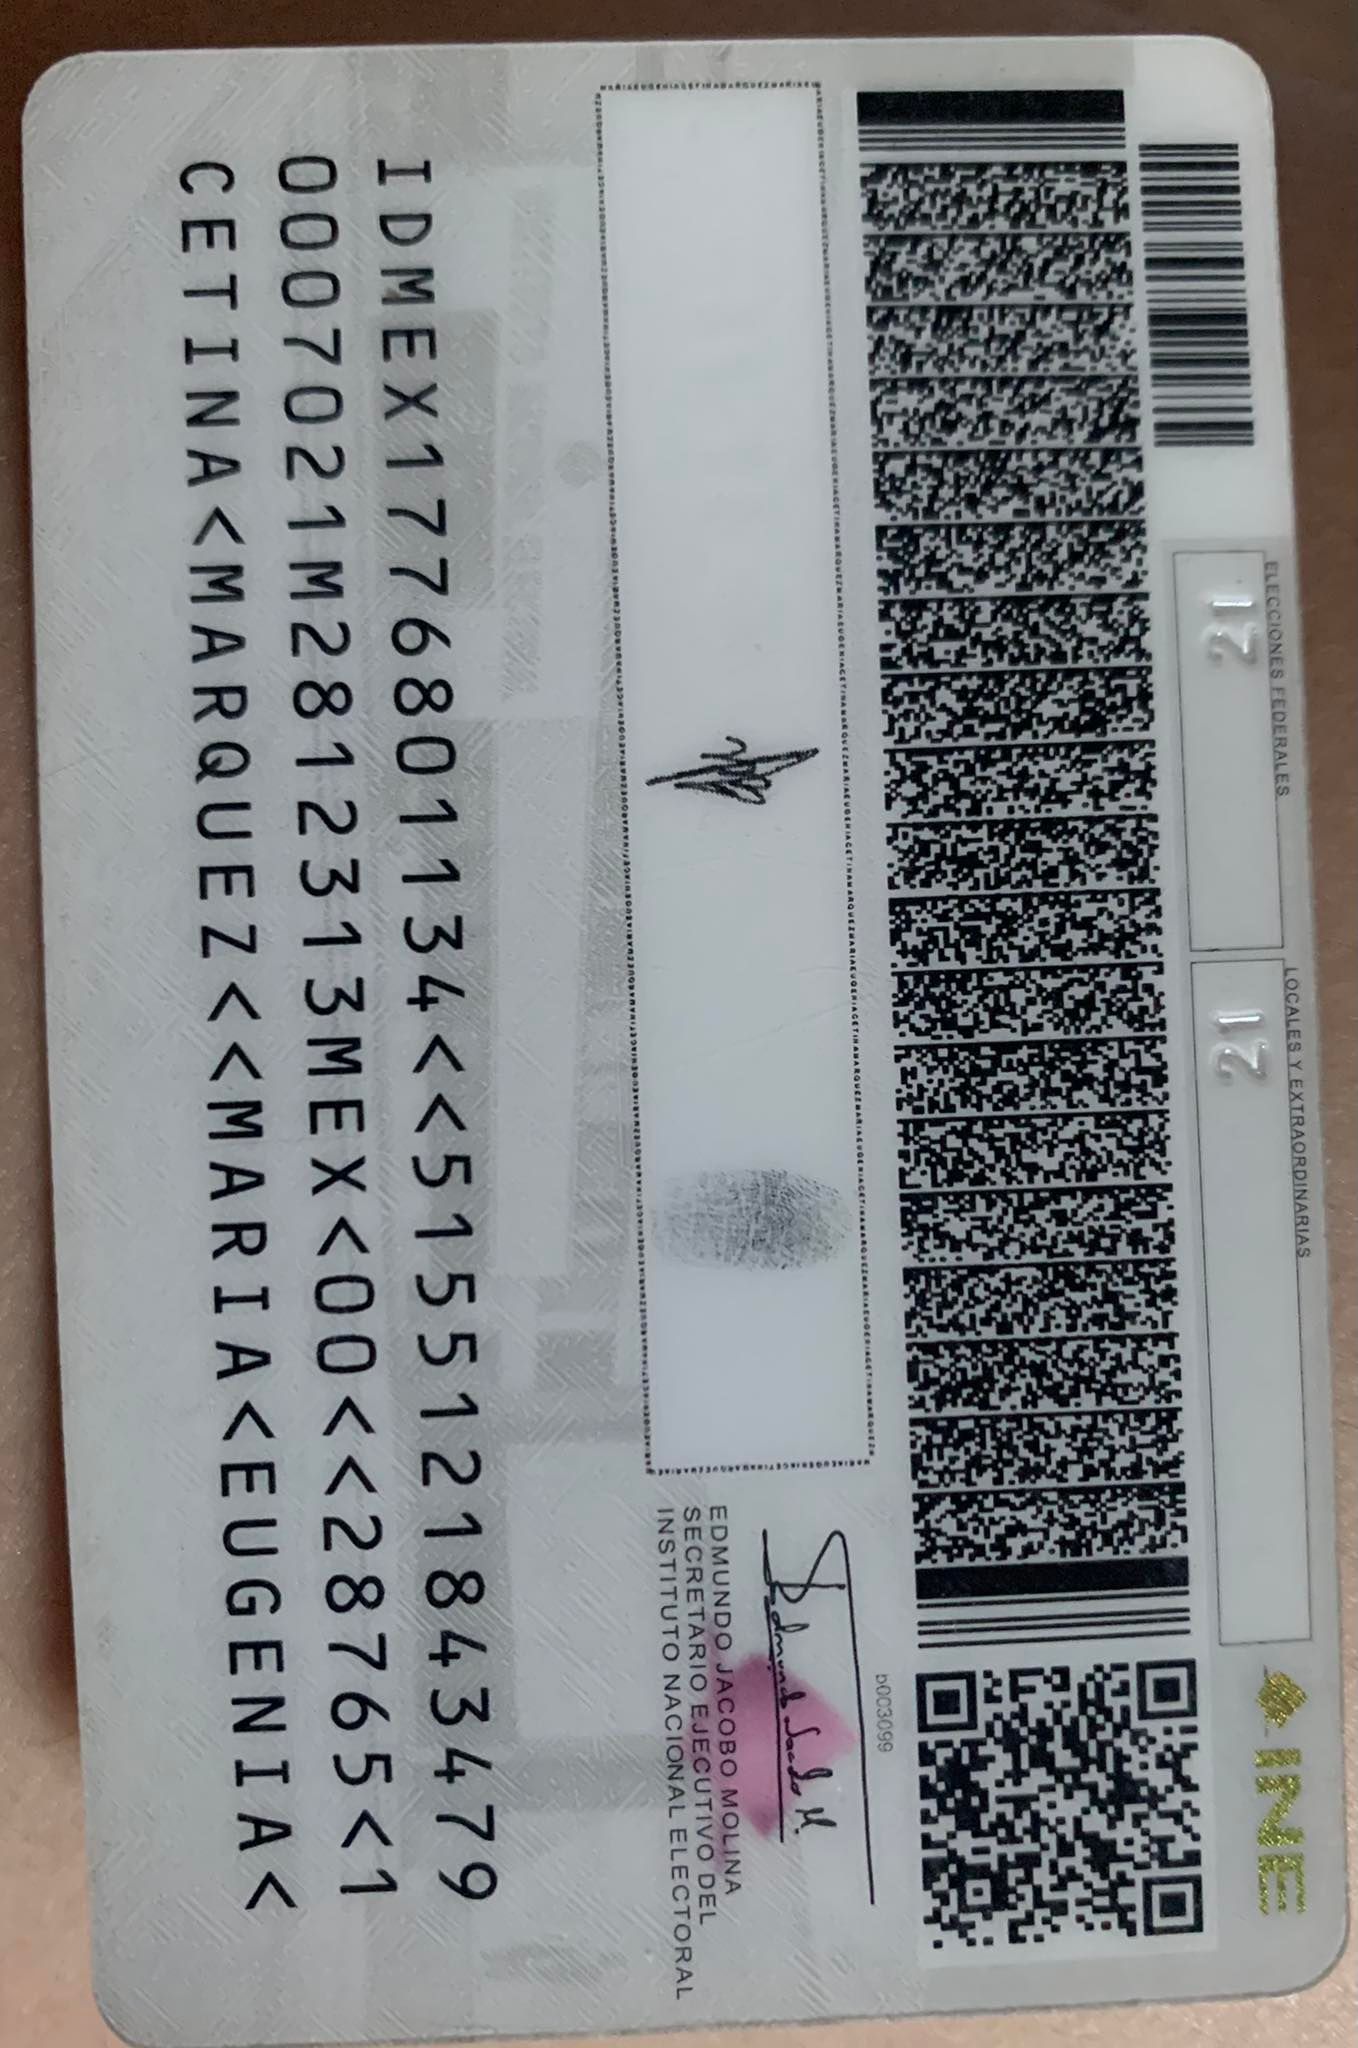 ELECCIONES FEDERALES
21
LOCALES Y EXTRAORDINARIAS
21
INE
b003099
EDMUNDO JACOBO MOLINA
SECRETARIO EJECUTIVO DEL
INSTITUTO NACIONAL ELECTORAL
IDMEX1776801134<<5155121843479
0007021M2812313MEX<00<<28765<1
CETINA<MARQUEZ<<MARIA<EUGENIA<